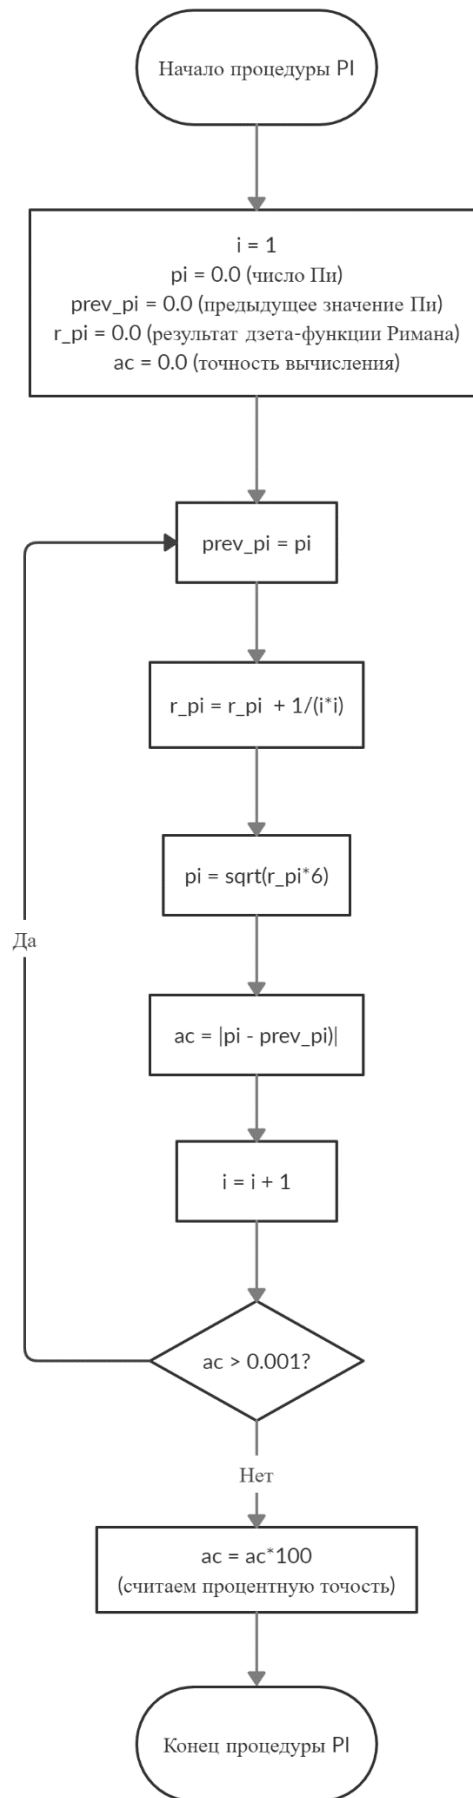 Начало процедуры PI
i = 1
pi = 0.0 (число Пи)
prev_pi = 0.0 (предыдущее значение Пи)
r_pi = 0.0 (результат дзета-функции Римана)
ac = 0.0 (точность вычисления)
prev_pi = pi
r_pi = r_pi + 1/(i*i)
pi = sqrt(r_pi*6)
Да
ac = |pi - prev_pi)|
i = i + 1
ac > 0.001?
Нет
ac = ac*100
(считаем процентную точость)
Конец процедуры PI